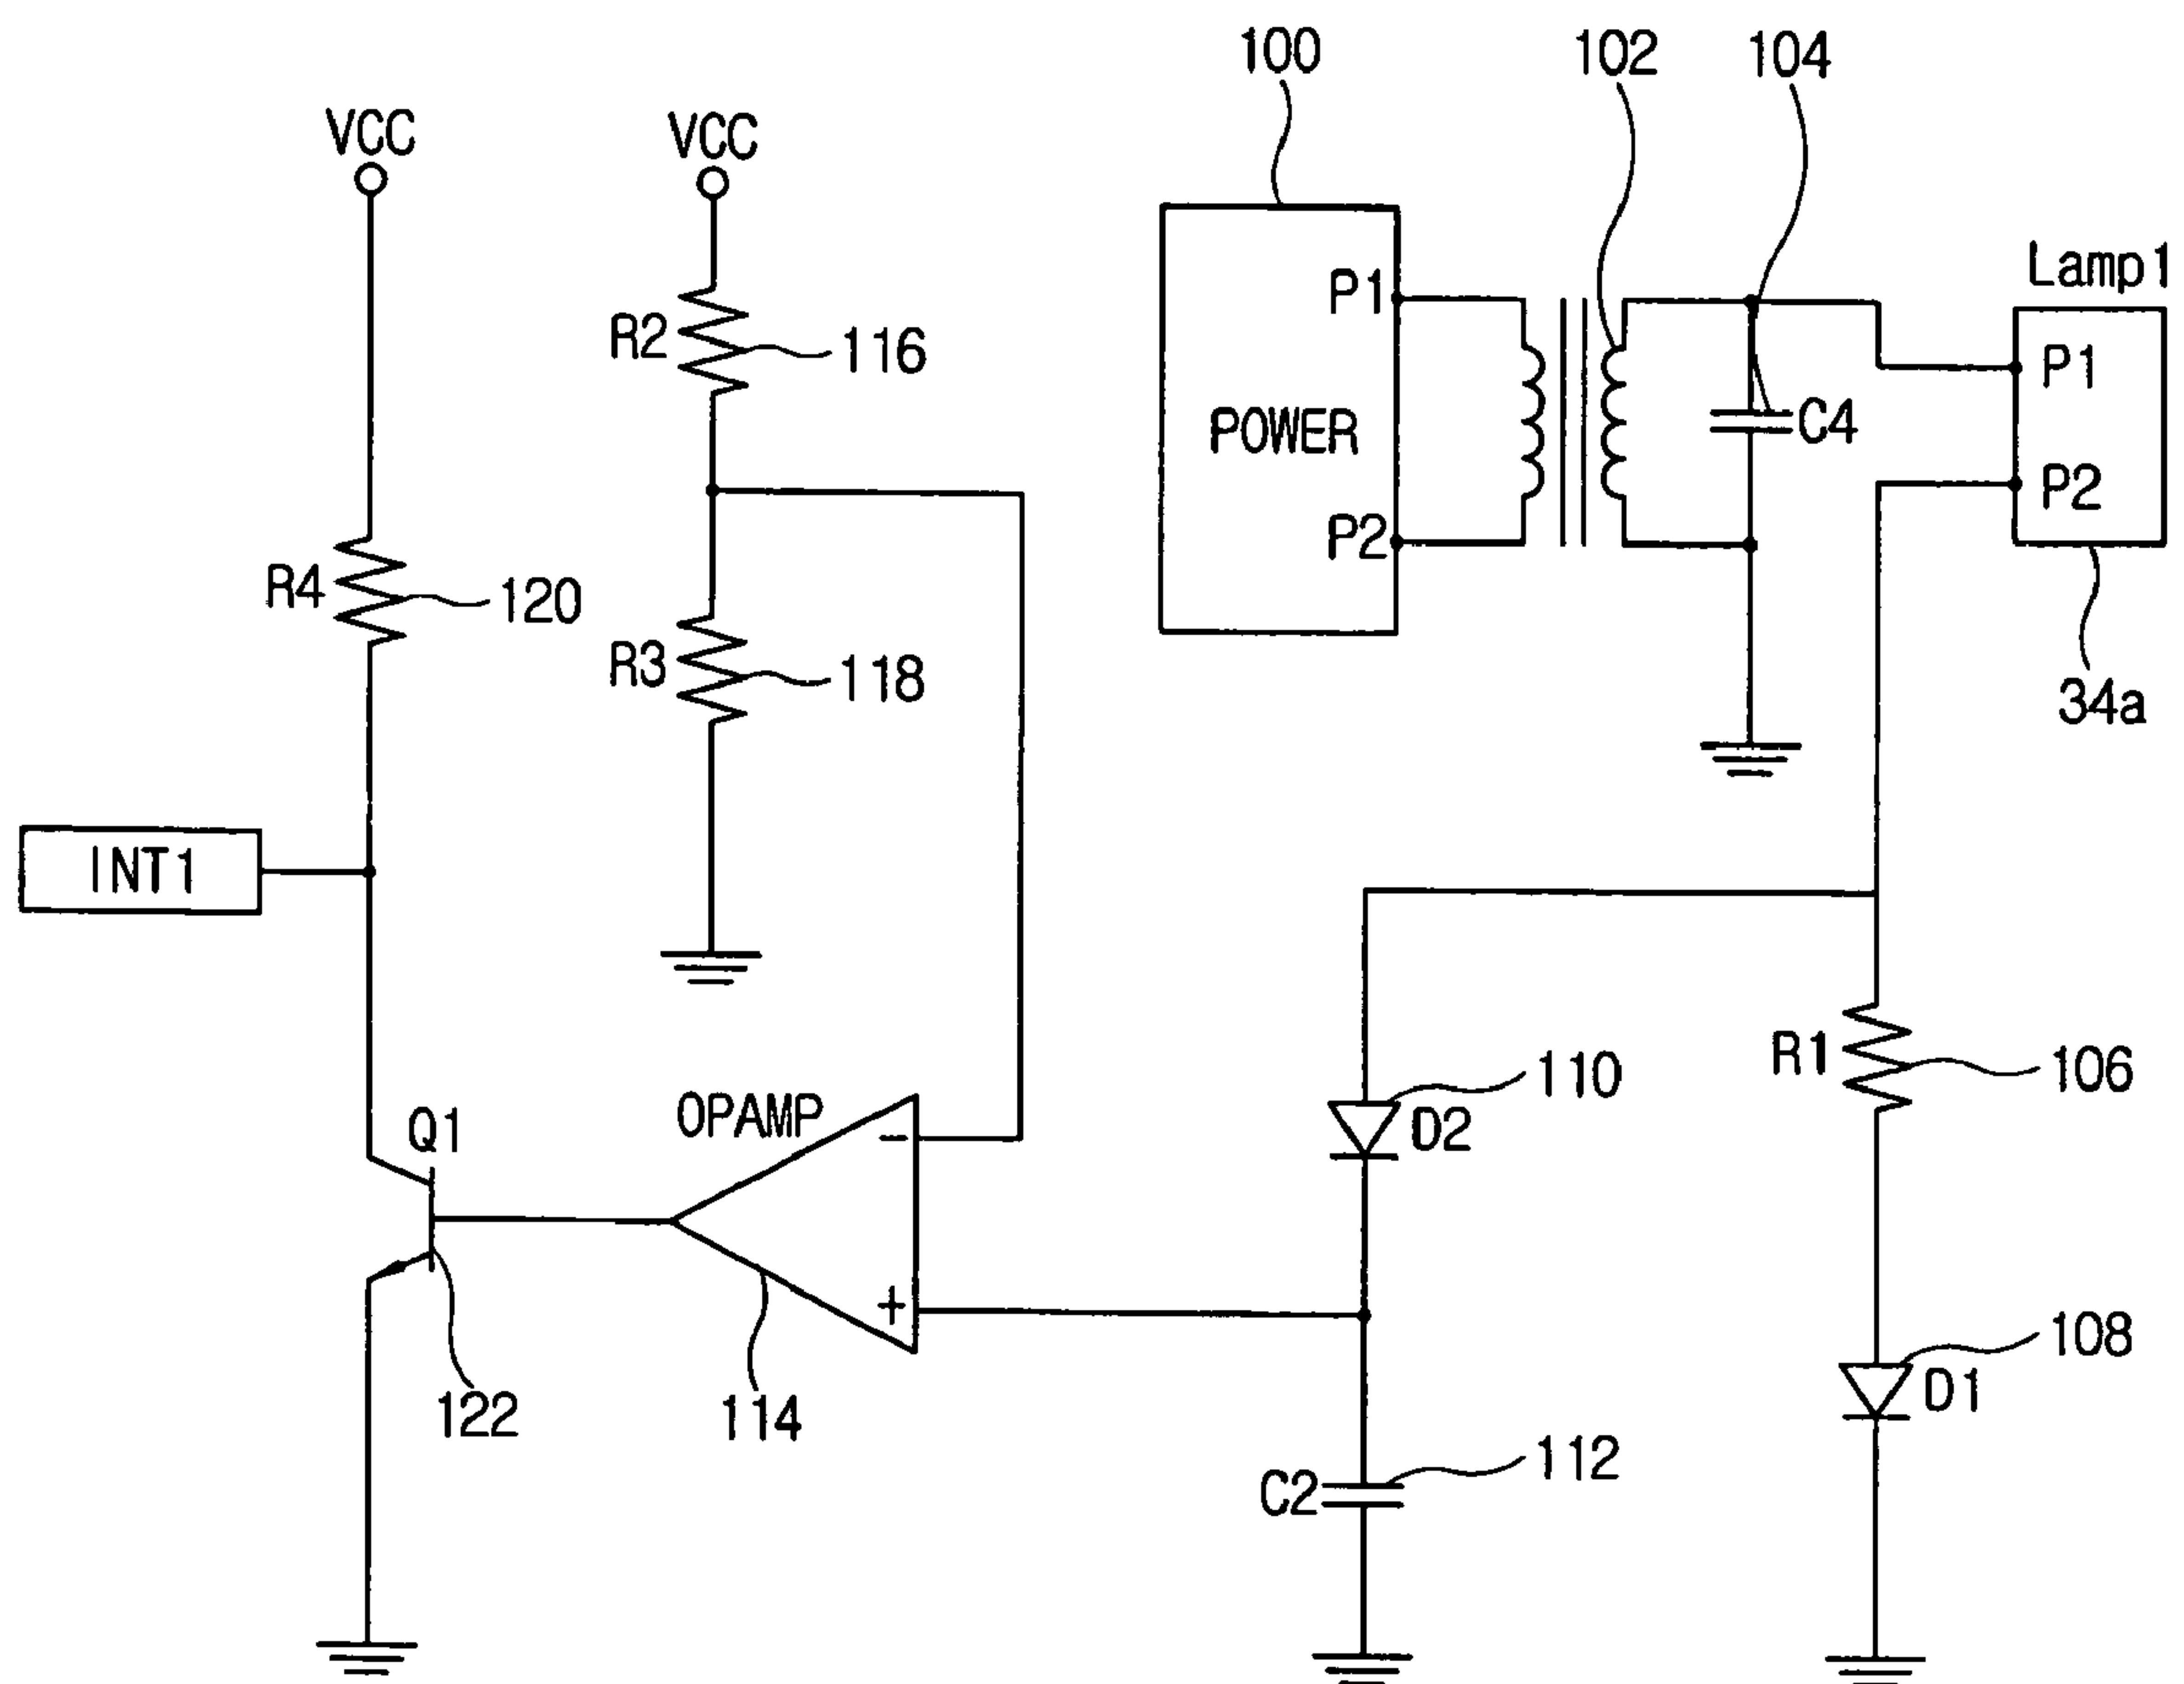 100
102
104
VCC
VCC
Lamp1
P1
R2
116
P1
POWER
C4
P2
P2
R4
120
R3
118
34a
INT1
R1
106
110
OPAMP
Q1
D2
-
+
108
D1
122
114
112
C2